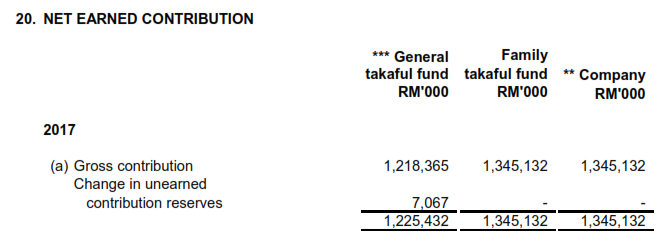 20. NET EARNED CONTRIBUTION
*** General Family
takaful fund takaful fund ** Company
RM'000 RM'000 RM'000
2017
(a) Gross contribution 1,218,365 1,345,132 1,345,132
Change in unearned
contribution reserves 7,067 - -
1,225,432 1,345,132 1,345,132